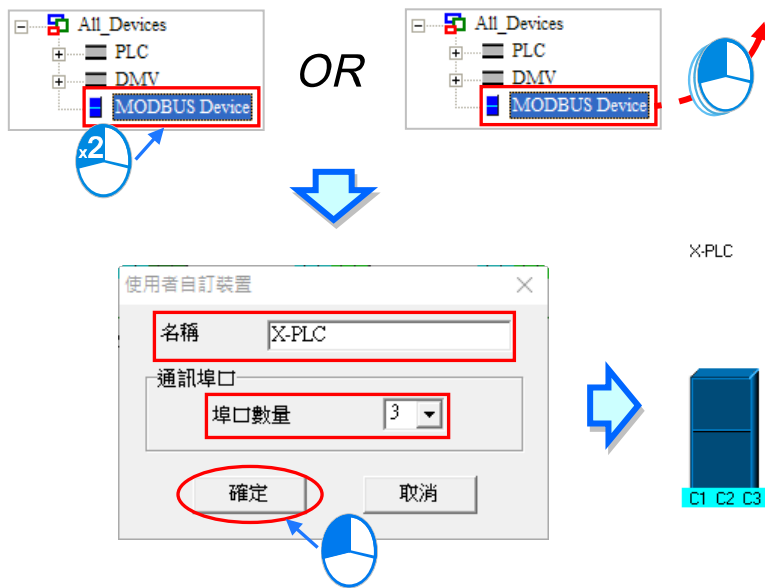 All_Devices
PLC
DMV
MODBUS Device
x2
OR
All_Devices
PLC
DMV
MODBUS Device
使用者自訂裝置
名稱 X-PLC
通訊埠口
埠口數量 3
確定 取消
X-PLC
C1 C2 C3